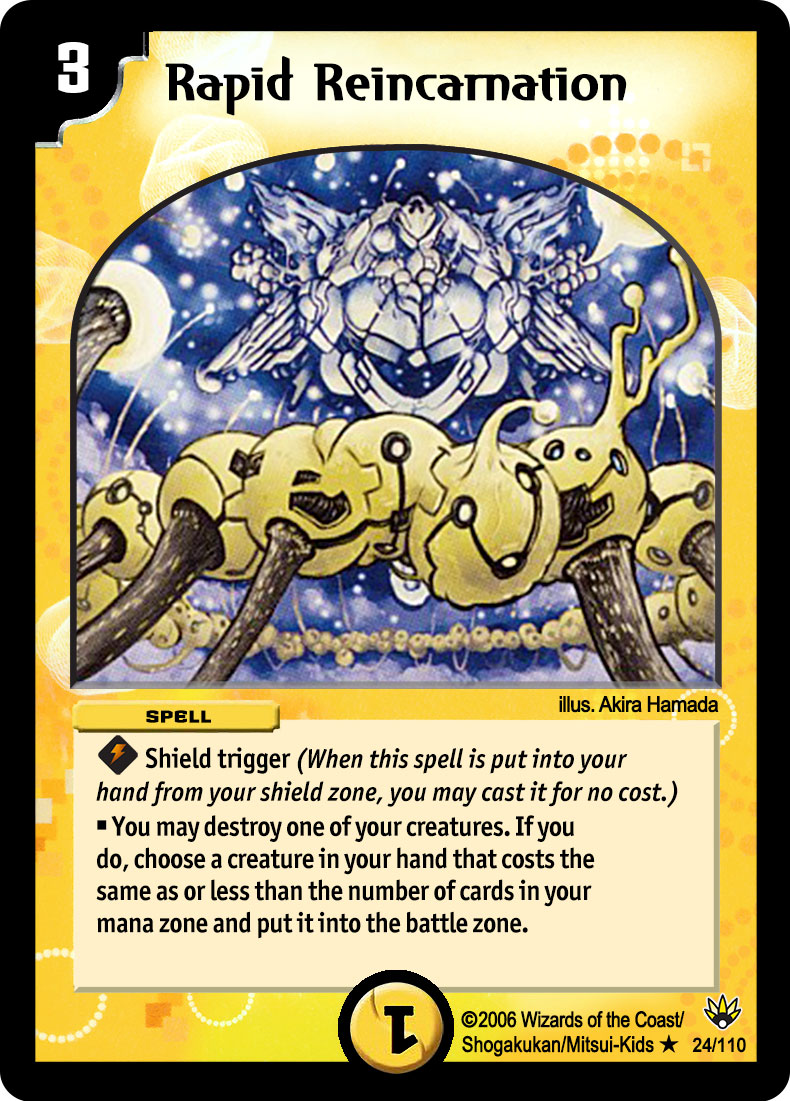 3
Rapid Reincarnation
illus. Akira Hamada
SPELL
Shield trigger (When this spell is put into your
hand from your shield zone, you may cast it for no cost.)
▪ You may destroy one of your creatures. If you
do, choose a creature in your hand that costs the
same as or less than the number of cards in your
mana zone and put it into the battle zone.
1
©2006 Wizards of the Coast/
Shogakukan/Mitsui-Kids ★ 24/110